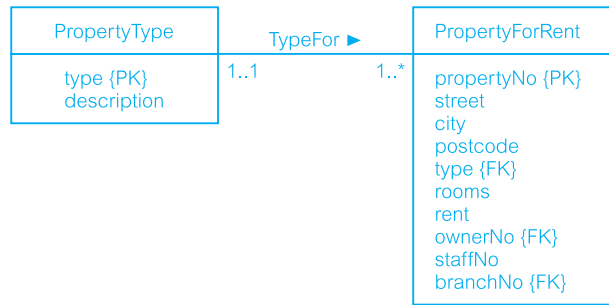 PropertyType
type {PK}
description
TypeFor ►
1..1
1..*
PropertyForRent
propertyNo {PK}
street
city
postcode
type {FK}
rooms
rent
ownerNo {FK}
staffNo
branchNo {FK}